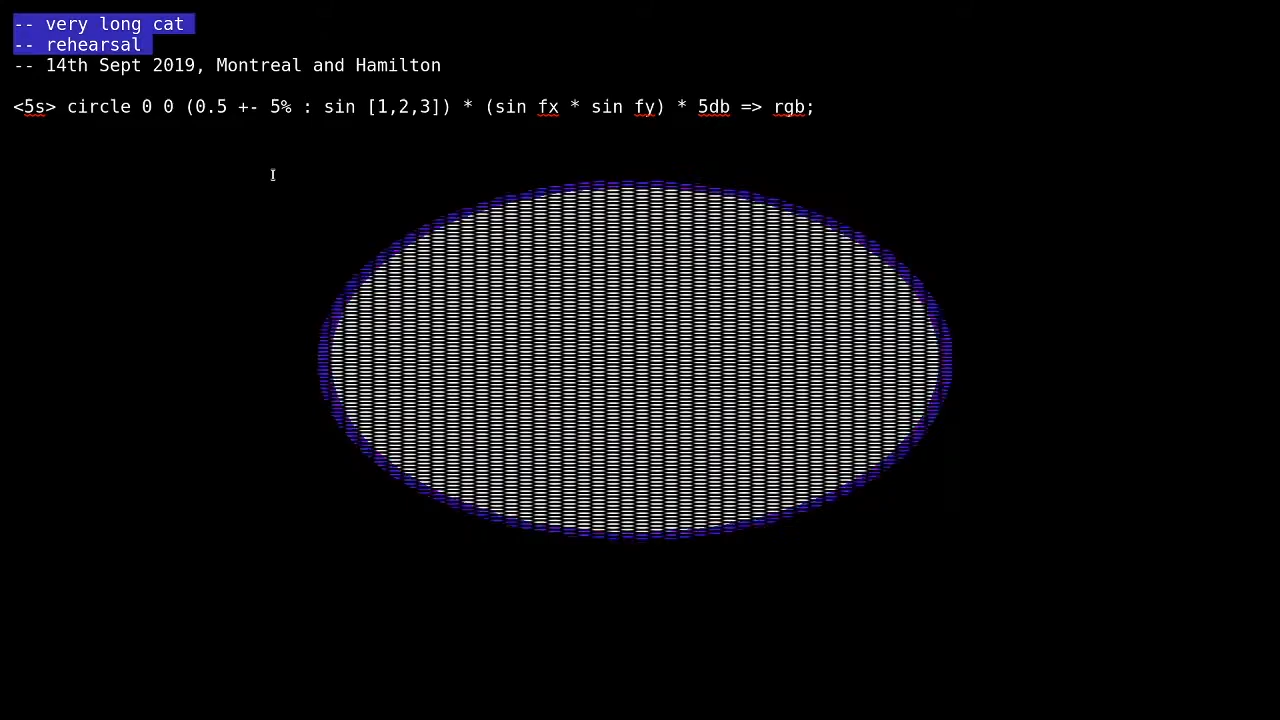 -- very long cat
-- rehearsal
-- 14th Sept 2019, Montreal and Hamilton
<5s> circle 0 0 (0.5 +- 5% : sin [1,2,3]) * (sin fx * sin fy) * 5db => rgb;